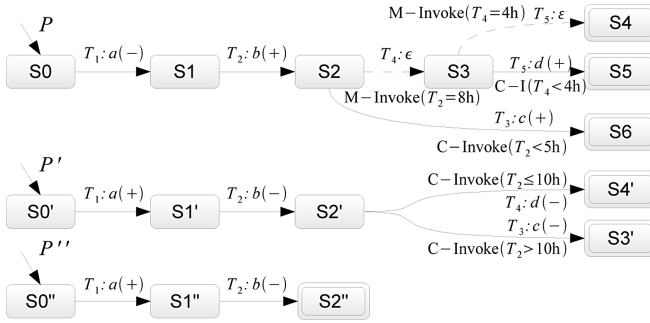 P
M−Invoke(T₄=4h) T₅:ε S4
S0 T₁:a(−) S1 T₂:b(+) S2 T₄:ϵ S3 T₅:d(+) S5
M−Invoke(T₂=8h) C−I(T₄<4h)
T₃:c(+) S6
C−Invoke(T₂<5h)
P'
C−Invoke(T₂≤10h) S4'
T₄:d(−)
S0' T₁:a(+) S1' T₂:b(−) S2'
T₃:c(−) S3'
C−Invoke(T₂>10h)
P''
S0'' T₁:a(+) S1'' T₂:b(−) S2''